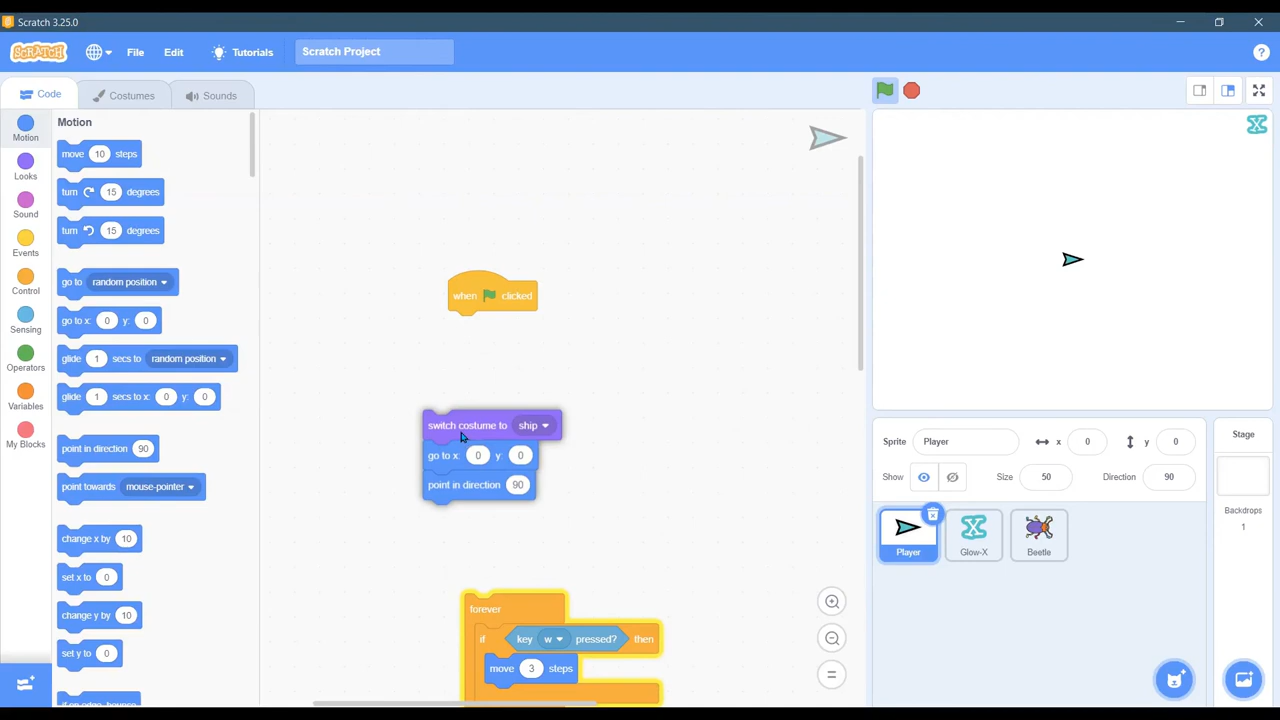 Scratch 3.25.0
SCRATCH File Edit Tutorials Scratch Project ?
Code Costumes Sounds
Motion
Looks
Sound
Events
Control
Sensing
Operators
Variables
My Blocks
Motion
move 10 steps
turn 15 degrees
turn 15 degrees
go to random position
go to x: 0 y: 0
glide 1 secs to random position
glide 1 secs to x: 0 y: 0
point in direction 90
point towards mouse-pointer
change x by 10
set x to 0
change y by 10
set y to 0
if on edge, bounce
when clicked
switch costume to ship
go to x: 0 y: 0
point in direction 90
forever
if key w pressed? then
move 3 steps
Sprite Player x 0 y 0
Show Size 50 Direction 90
Player Glow-X Beetle
Stage
Backdrops
1